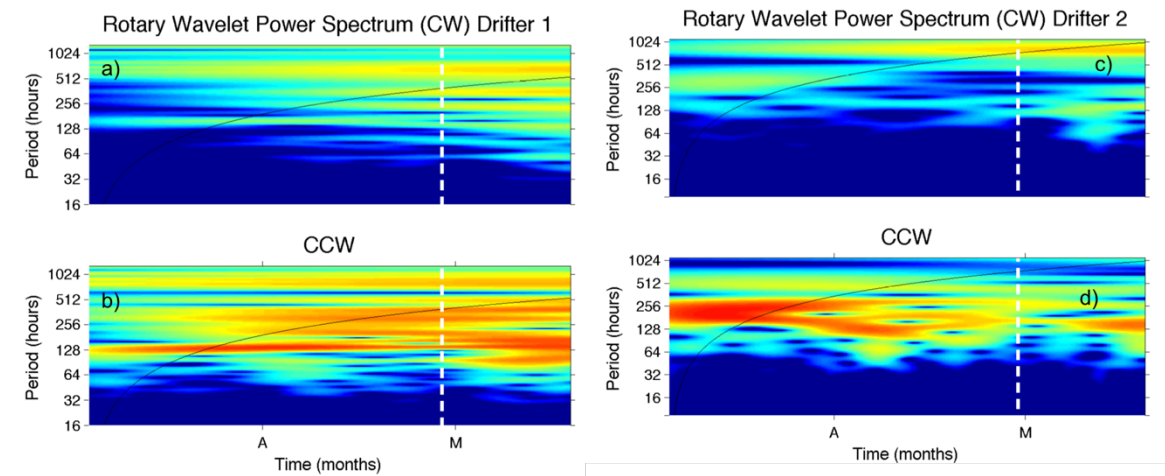 Rotary Wavelet Power Spectrum (CW) Drifter 1
Period (hours)
1024
512
256
128
64
32
16
a)
CCW
Period (hours)
1024
512
256
128
64
32
16
b)
A
M
Time (months)
Rotary Wavelet Power Spectrum (CW) Drifter 2
Period (hours)
1024
512
256
128
64
32
16
c)
CCW
Period (hours)
1024
512
256
128
64
32
16
d)
A
M
Time (months)